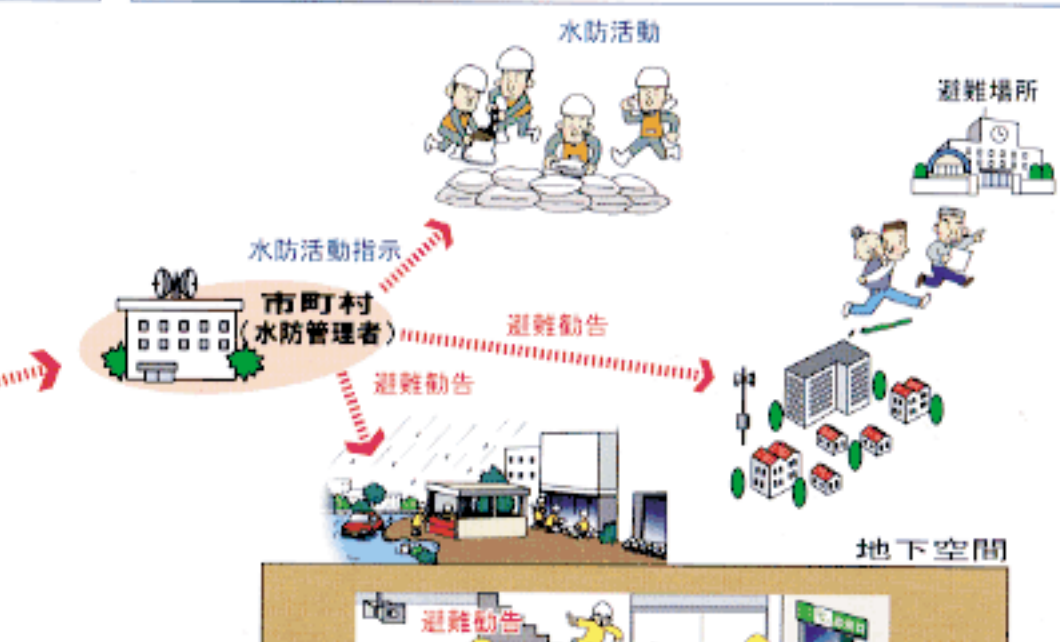 水防活動
避難場所
水防活動指示
市町村
(水防管理者)
避難勧告
避難勧告
地下空間
避難勧告